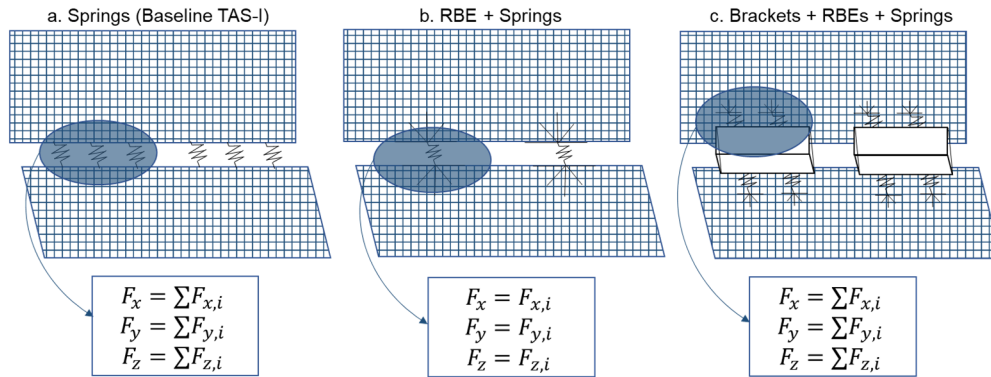 a. Springs (Baseline TAS-I)
b. RBE + Springs
c. Brackets + RBEs + Springs
F_x = ∑F_{x,i}
F_y = ∑F_{y,i}
F_z = ∑F_{z,i}
F_x = F_{x,i}
F_y = F_{y,i}
F_z = F_{z,i}
F_x = ∑F_{x,i}
F_y = ∑F_{y,i}
F_z = ∑F_{z,i}